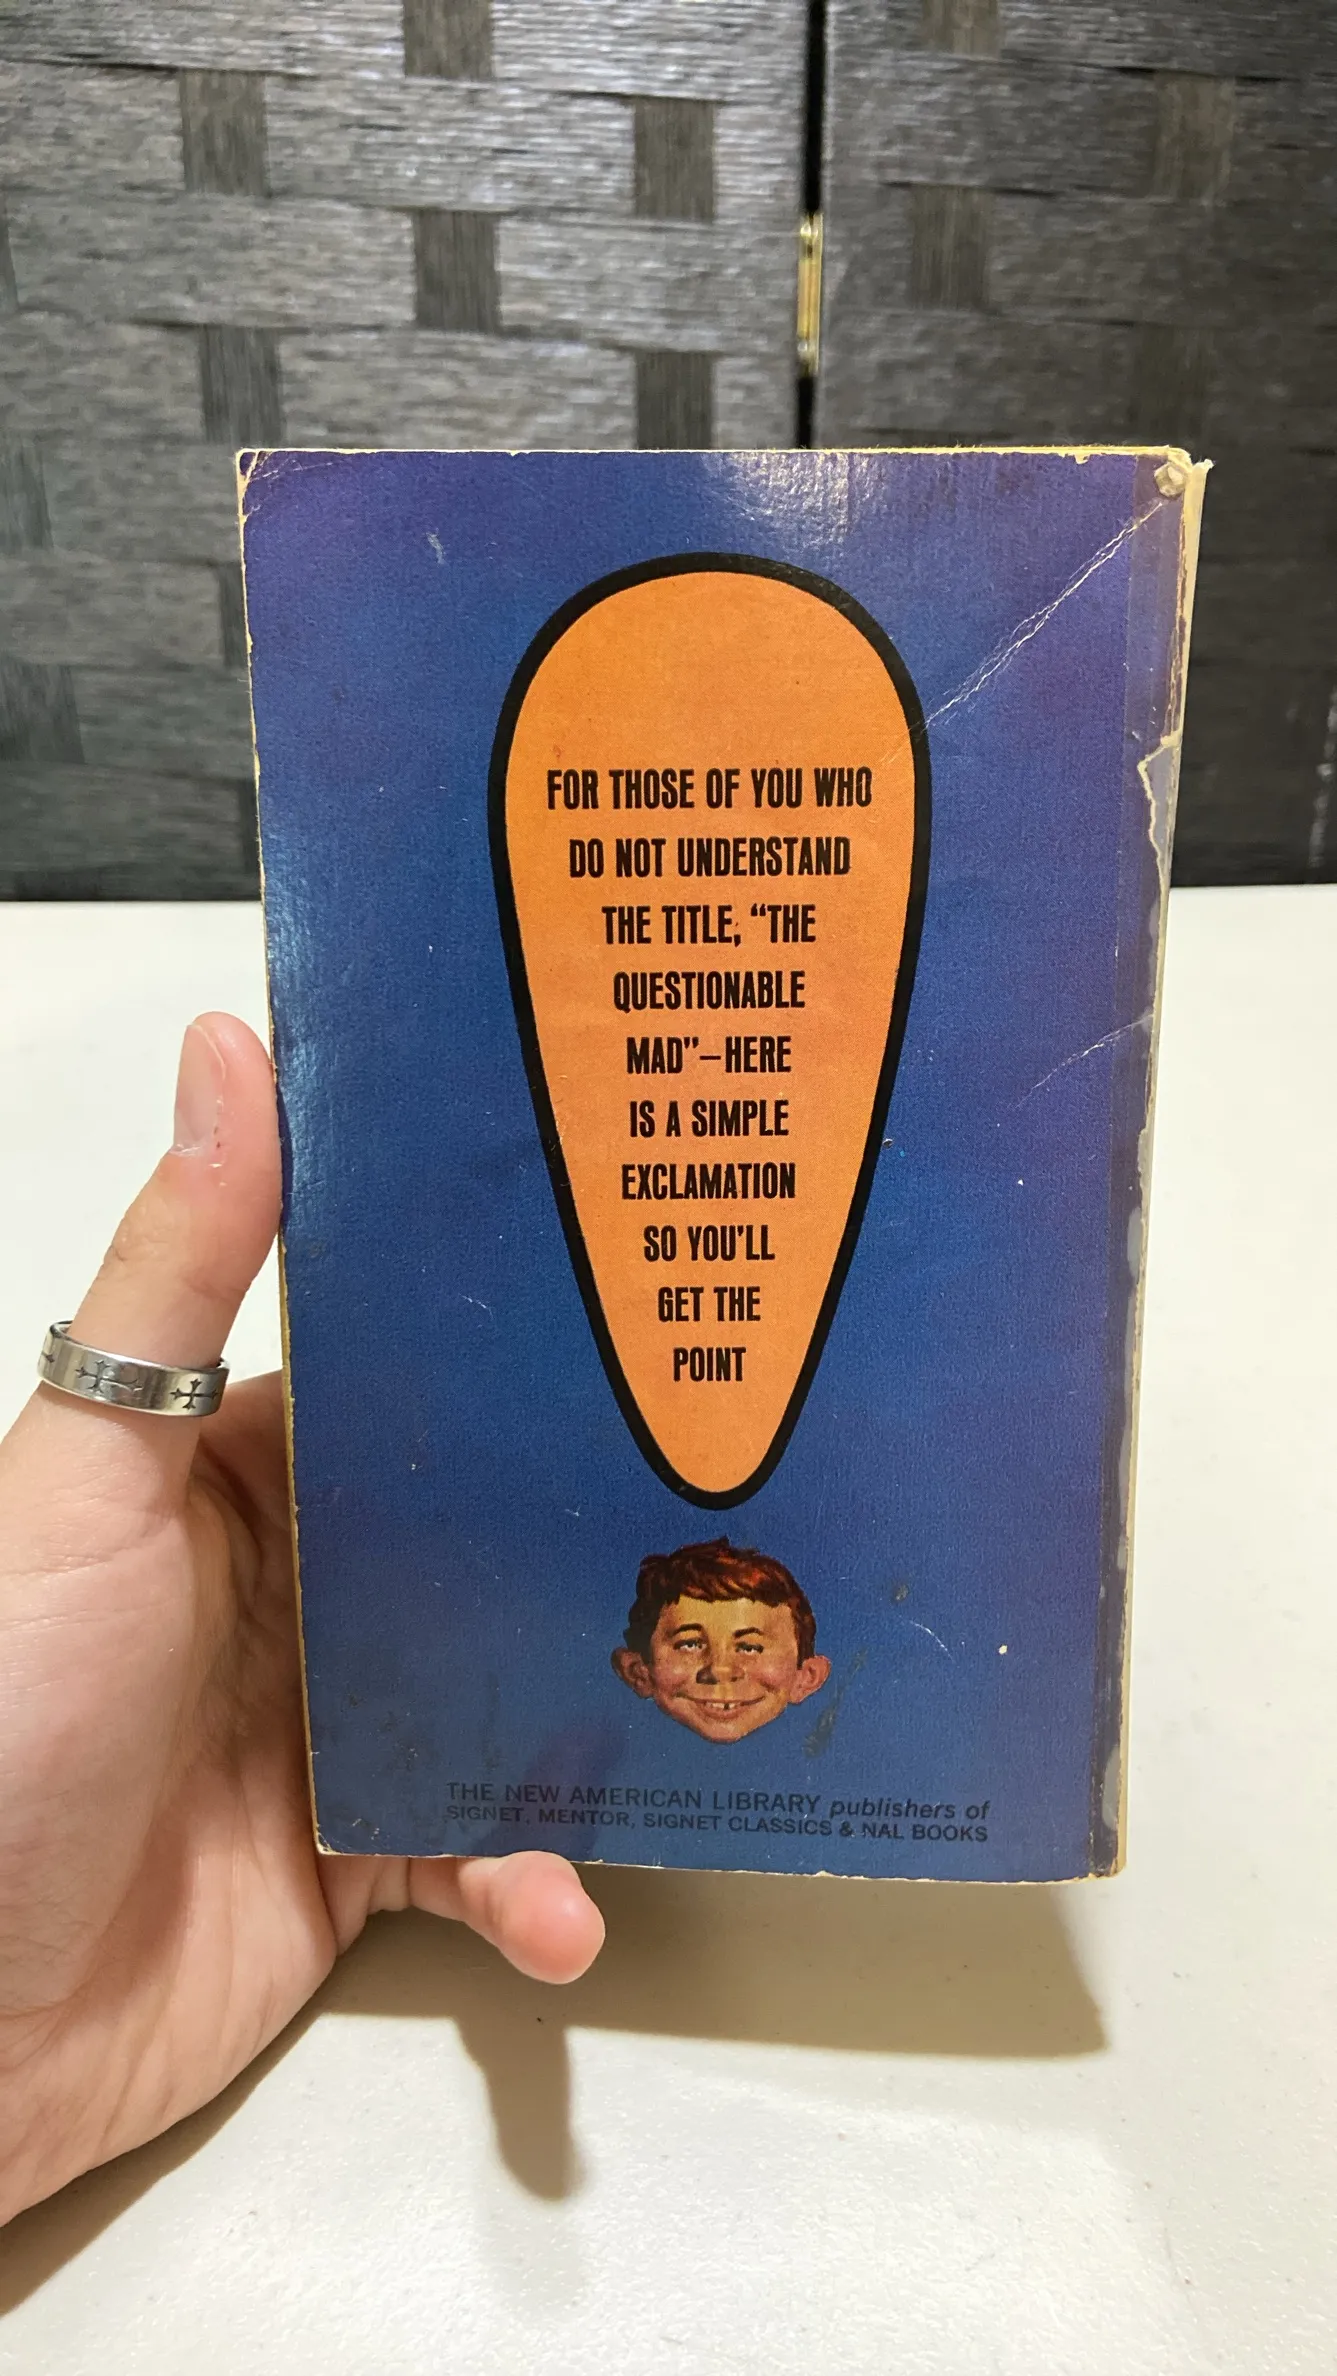 FOR THOSE OF YOU WHO
DO NOT UNDERSTAND
THE TITLE, “THE
QUESTIONABLE
MAD”—HERE
IS A SIMPLE
EXCLAMATION
SO YOU’LL
GET THE
POINT
THE NEW AMERICAN LIBRARY publishers of
SIGNET, MENTOR, SIGNET CLASSICS & NAL BOOKS